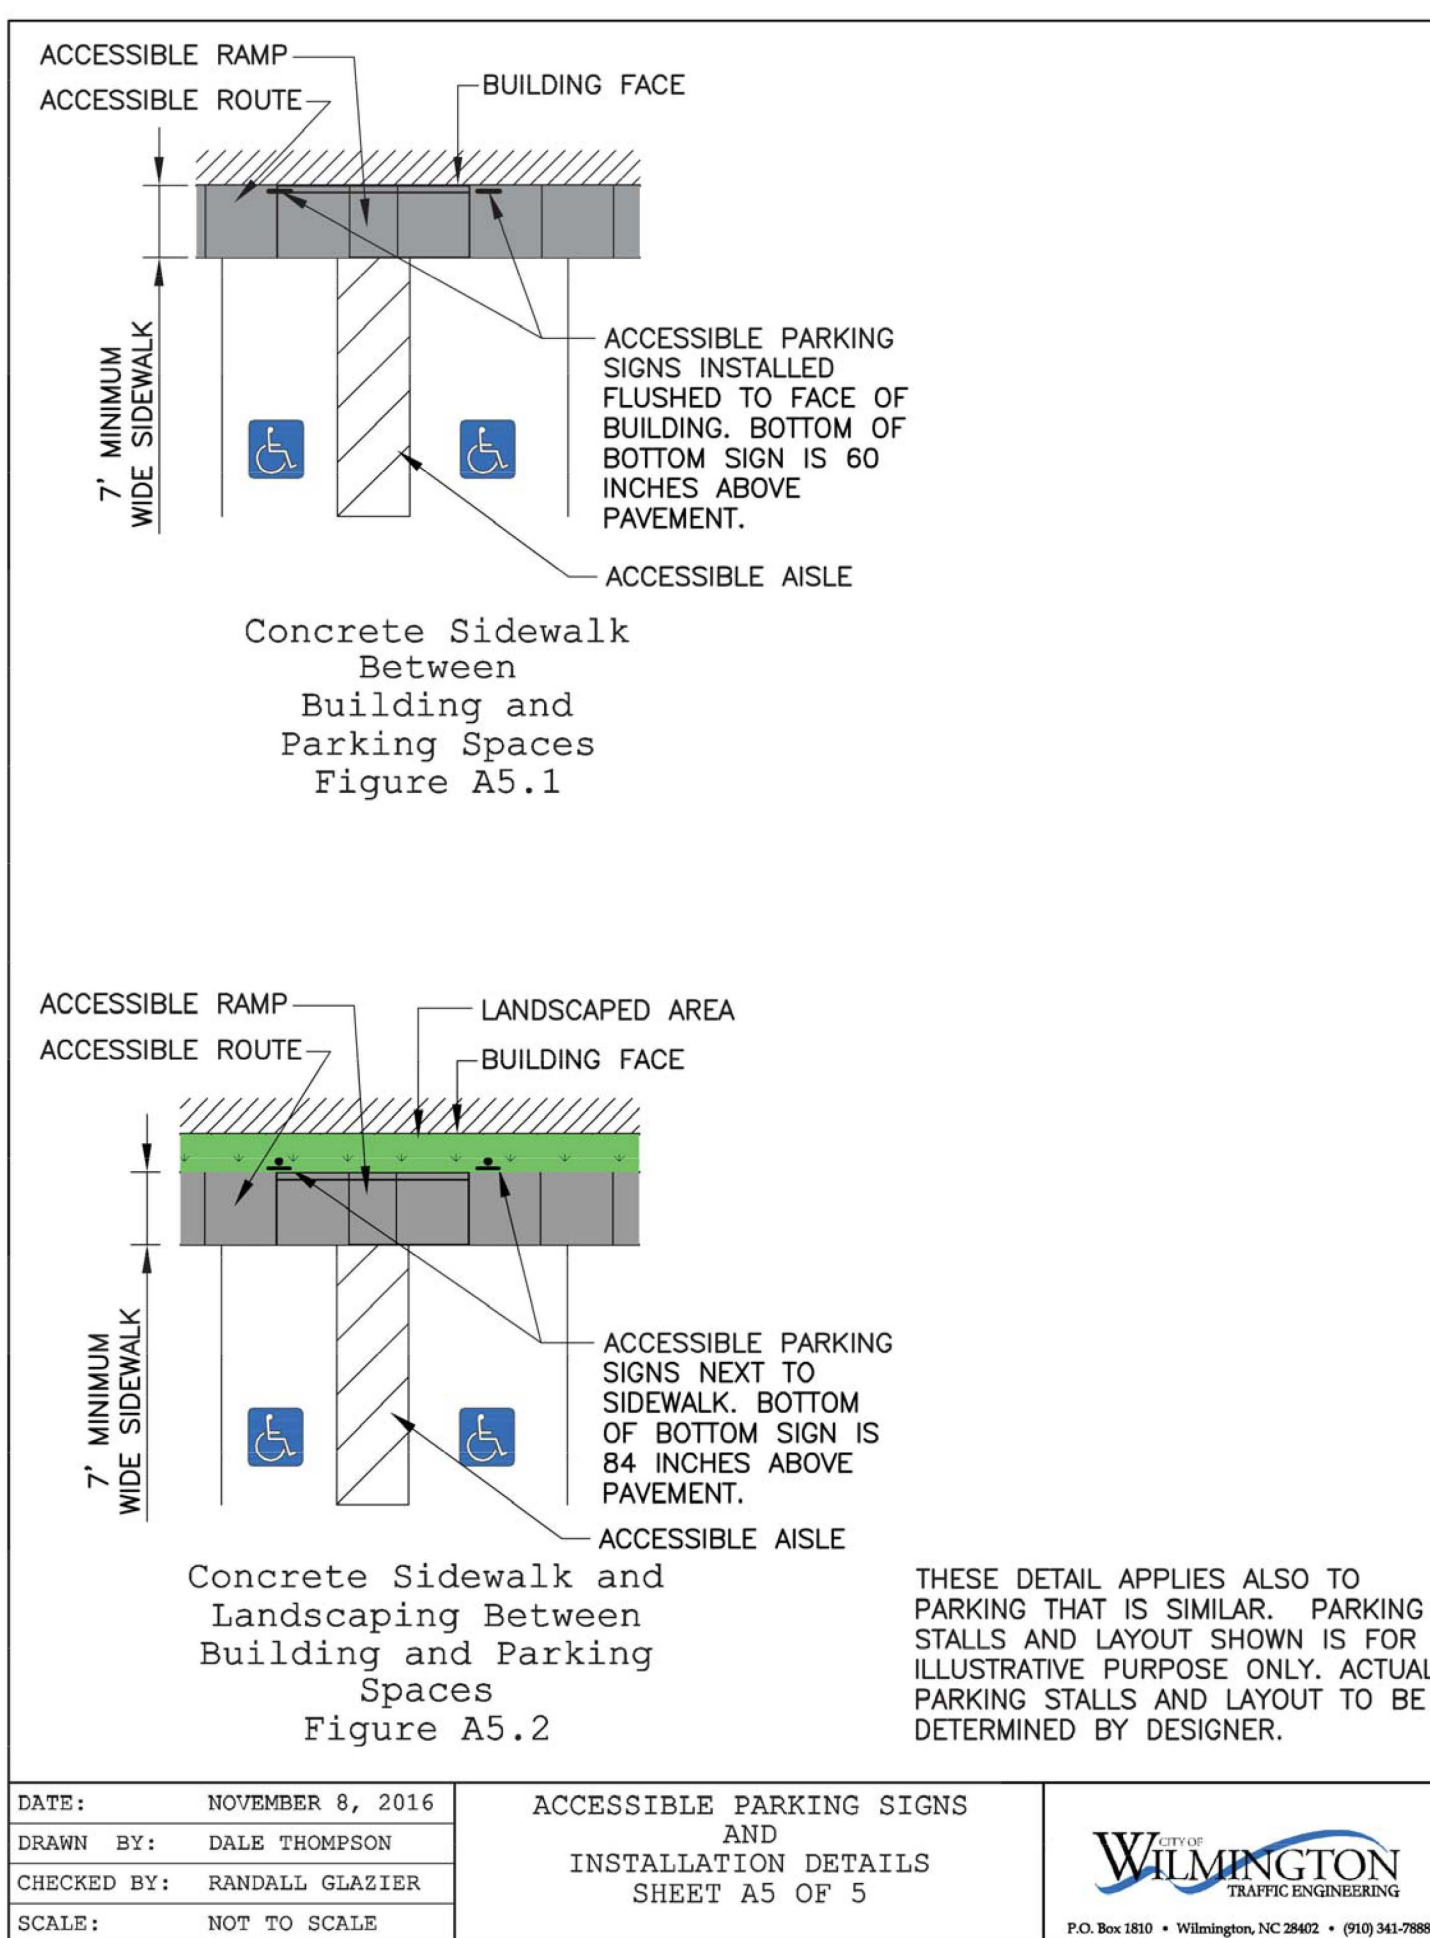 ACCESSIBLE RAMP
ACCESSIBLE ROUTE
BUILDING FACE
7' MINIMUM
WIDE SIDEWALK
ACCESSIBLE PARKING
SIGNS INSTALLED
FLUSHED TO FACE OF
BUILDING. BOTTOM OF
BOTTOM SIGN IS 60
INCHES ABOVE
PAVEMENT.
ACCESSIBLE AISLE
Concrete Sidewalk
Between
Building and
Parking Spaces
Figure A5.1
ACCESSIBLE RAMP
ACCESSIBLE ROUTE
LANDSCAPED AREA
BUILDING FACE
7' MINIMUM
WIDE SIDEWALK
ACCESSIBLE PARKING
SIGNS NEXT TO
SIDEWALK. BOTTOM
OF BOTTOM SIGN IS
84 INCHES ABOVE
PAVEMENT.
ACCESSIBLE AISLE
Concrete Sidewalk and
Landscaping Between
Building and Parking
Spaces
Figure A5.2
THESE DETAIL APPLIES ALSO TO
PARKING THAT IS SIMILAR. PARKING
STALLS AND LAYOUT SHOWN IS FOR
ILLUSTRATIVE PURPOSE ONLY. ACTUAL
PARKING STALLS AND LAYOUT TO BE
DETERMINED BY DESIGNER.
DATE: NOVEMBER 8, 2016
DRAWN BY: DALE THOMPSON
CHECKED BY: RANDALL GLAZIER
SCALE: NOT TO SCALE
ACCESSIBLE PARKING SIGNS
AND
INSTALLATION DETAILS
SHEET A5 OF 5
CITY OF
WILMINGTON
TRAFFIC ENGINEERING
P.O. Box 1810 • Wilmington, NC 28402 • (910) 341-7888